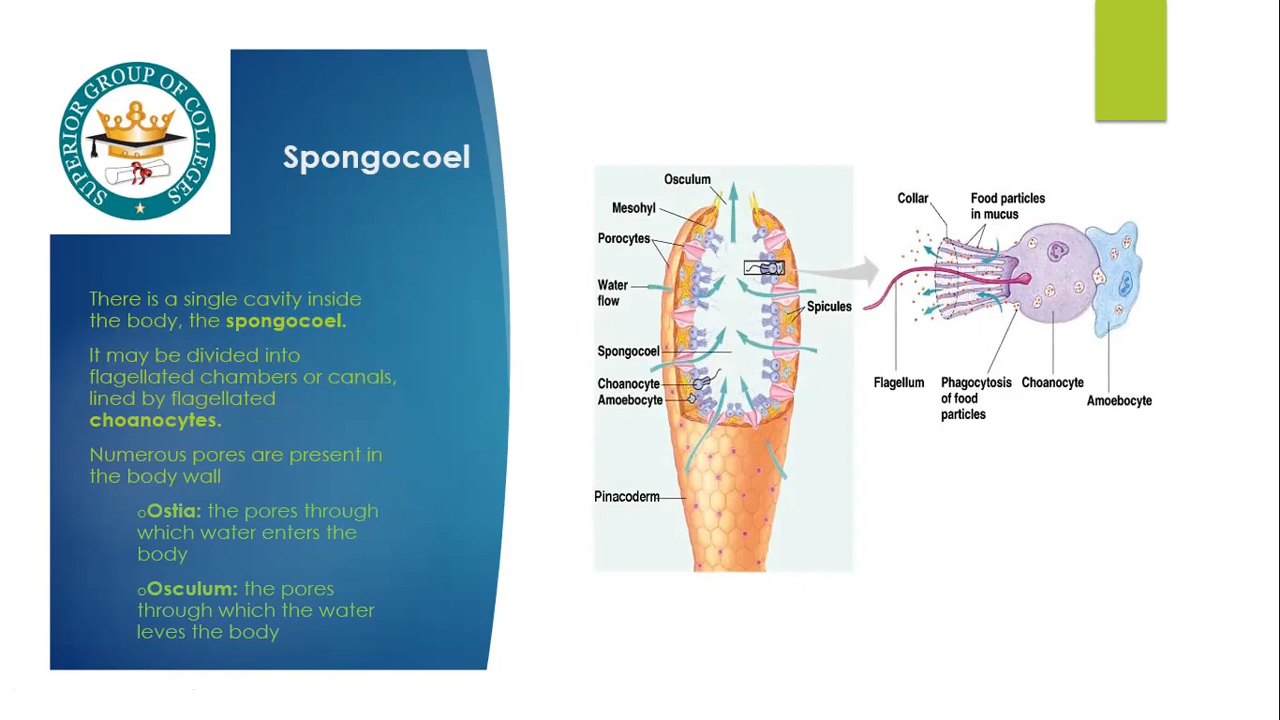 SUPERIOR GROUP OF COLLEGES
Spongocoel
There is a single cavity inside
the body, the spongocoel.
It may be divided into
flagellated chambers or canals,
lined by flagellated
choanocytes.
Numerous pores are present in
the body wall
oOstia: the pores through
which water enters the
body
oOsculum: the pores
through which the water
leves the body
Osculum
Mesohyl
Porocytes
Water
flow
Spicules
Spongocoel
Choanocyte
Amoebocyte
Pinacoderm
Collar
Food particles
in mucus
Flagellum
Phagocytosis
of food
particles
Choanocyte
Amoebocyte